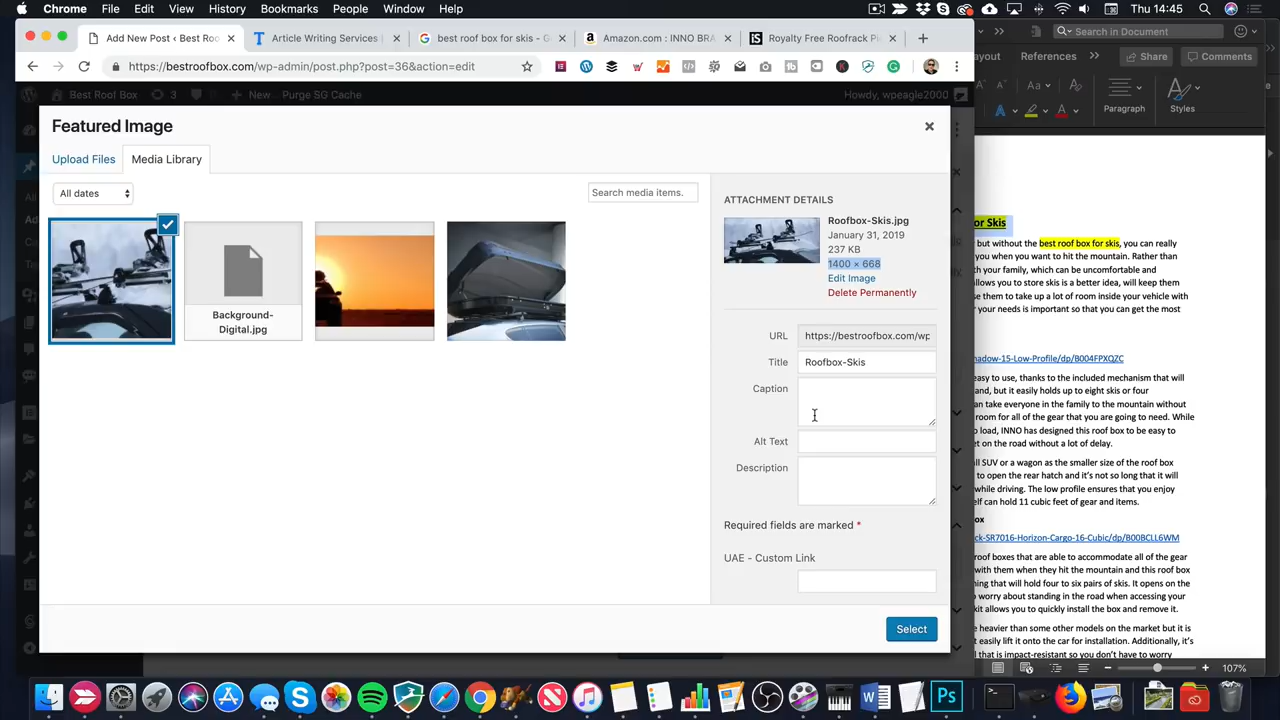 Chrome File Edit View History Bookmarks People Window Help
Thu 14:45
Add New Post ‹ Best Ro
Article Writing Services
best roof box for skis - G
Amazon.com : INNO BRA
Royalty Free Roofrack Pi
https://bestroofbox.com/wp-admin/post.php?post=36&action=edit
Best Roof Box 3 New Purge SG Cache
Howdy, wpeagle2000
Featured Image
Upload Files
Media Library
All dates
Search media items.
Background-
Digital.jpg
ATTACHMENT DETAILS
Roofbox-Skis.jpg
January 31, 2019
237 KB
1400 × 668
Edit Image
Delete Permanently
URL https://bestroofbox.com/wp
Title Roofbox-Skis
Caption
Alt Text
Description
Required fields are marked *
UAE - Custom Link
Select
Search in Document
References
Share
Comments
Paragraph
Styles
or Skis
but without the best roof box for skis, you can really
you when you want to hit the mountain. Rather than
th your family, which can be uncomfortable and
allows you to store skis is a better idea, will keep them
se them to take up a lot of room inside your vehicle with
r your needs is important so that you can get the most
adow-15-Low-Profile/dp/B004FPXQZC
easy to use, thanks to the included mechanism that will
and, but it easily holds up to eight skis or four
an take everyone in the family to the mountain without
room for all of the gear that you are going to need. While
o load, INNO has designed this roof box to be easy to
et on the road without a lot of delay.
ll SUV or a wagon as the smaller size of the roof box
to open the rear hatch and it's not so long that it will
while driving. The low profile ensures that you enjoy
elf can hold 11 cubic feet of gear and items.
ox
ck-SR7016-Horizon-Cargo-16-Cubic/dp/B00BCLL6WM
roof boxes that are able to accommodate all of the gear
with them when they hit the mountain and this roof box
ning that will hold four to six pairs of skis. It opens on the
o worry about standing in the road when accessing your
kit allows you to quickly install the box and remove it.
e heavier than some other models on the market but it is
t easily lift it onto the car for installation. Additionally, it's
l that is impact-resistant so you don't have to worry
107%